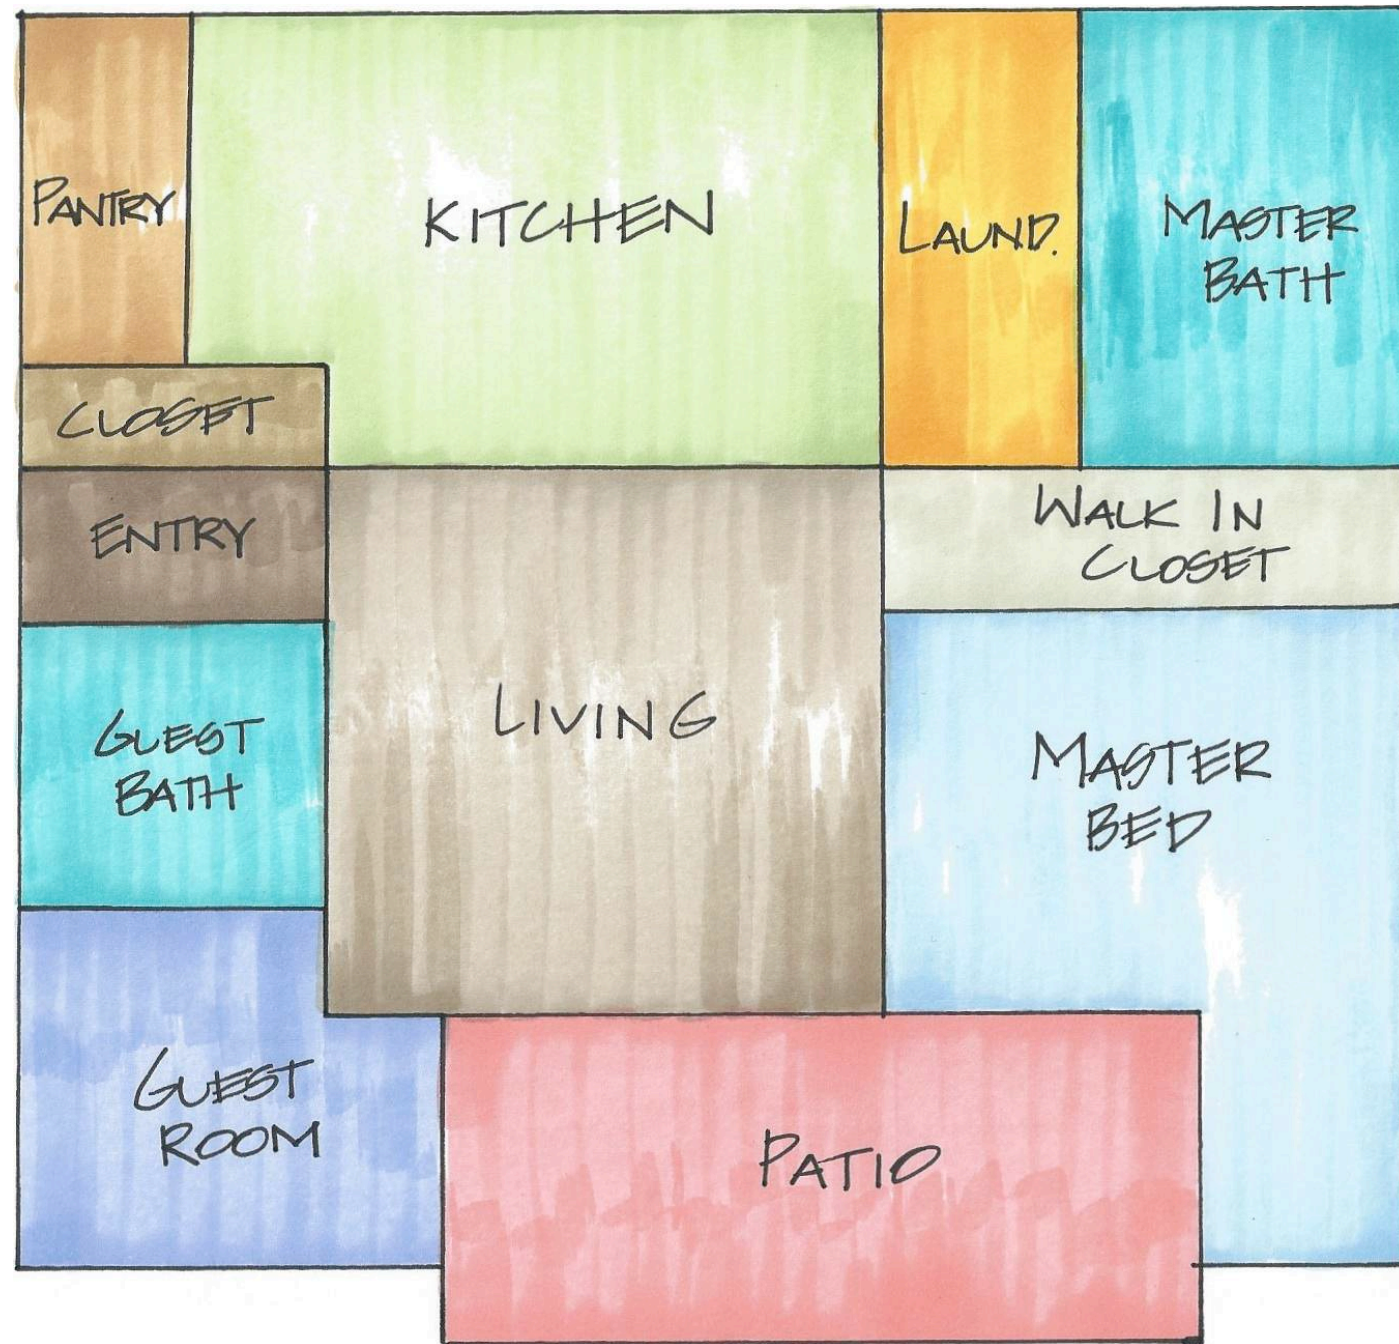 PANTRY
KITCHEN
LAUND.
MASTER
BATH
CLOSET
ENTRY
WALK IN
CLOSET
GUEST
BATH
LIVING
MASTER
BED
GUEST
ROOM
PATIO